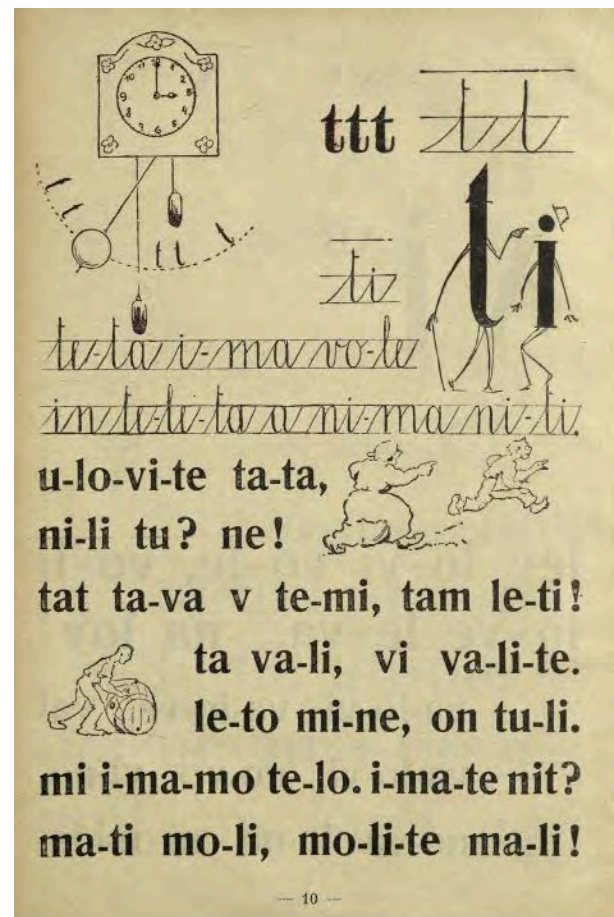 ttt t t
t t
t t t
ti
ti
te-ta i-ma vo-le
in te-le-ta a ni-ma ni-ti.
u-lo-vi-te ta-ta,
ni-li tu? ne!
tat ta-va v te-mi, tam le-ti!
ta va-li, vi va-li-te.
le-to mi-ne, on tu-li.
mi i-ma-mo te-lo. i-ma-te nit?
ma-ti mo-li, mo-li-te ma-li!
— 10 —